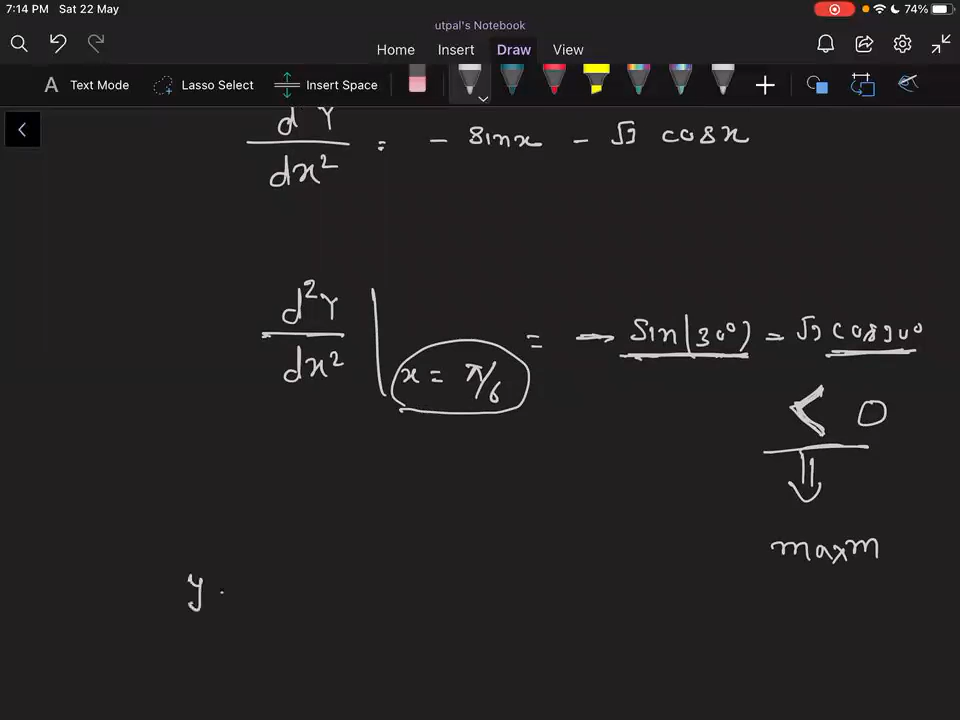 7:14 PM Sat 22 May 74%
utpal's Notebook
Home Insert Draw View
A Text Mode Lasso Select Insert Space
d Y / dx² = - Sinx - √3 cosx
d²Y / dx² | x = π/6 = - Sin(30°) - √3 cos30°
< 0
⇓
maxm
y .